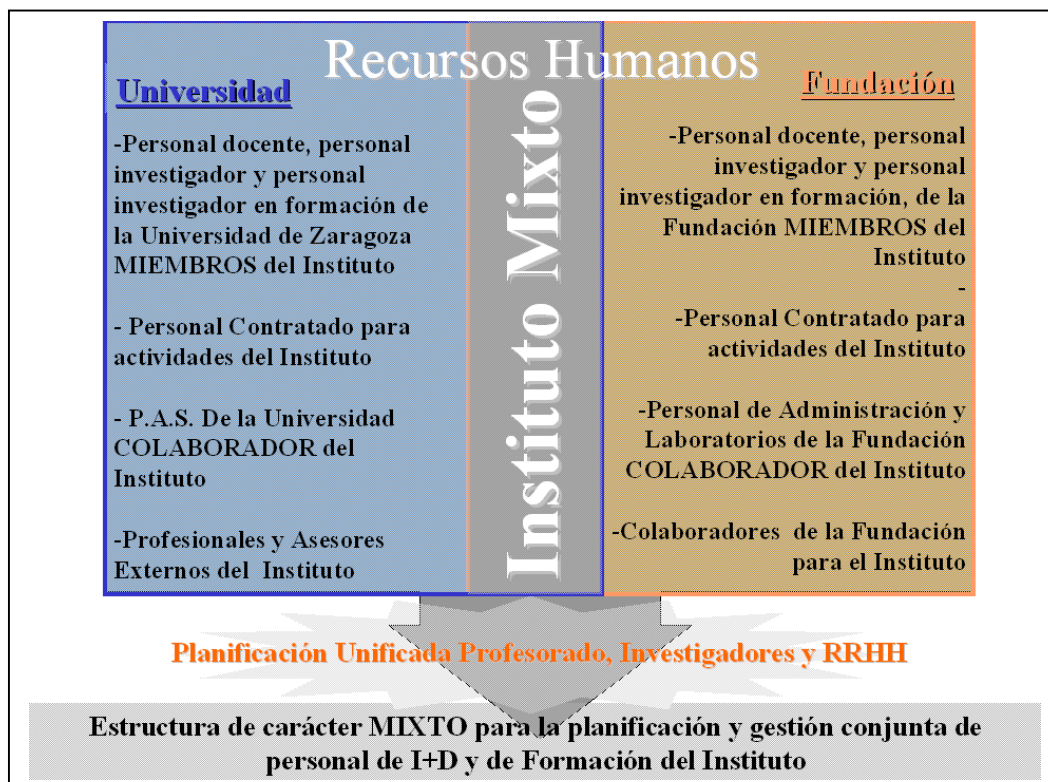 Recursos Humanos
Universidad
-Personal docente, personal
investigador y personal
investigador en formación de
la Universidad de Zaragoza
MIEMBROS del Instituto
- Personal Contratado para
actividades del Instituto
- P.A.S. De la Universidad
COLABORADOR del
Instituto
-Profesionales y Asesores
Externos del Instituto
Instituto Mixto
Fundación
-Personal docente, personal
investigador y personal
investigador en formación, de la
Fundación MIEMBROS del
Instituto
-
-Personal Contratado para
actividades del Instituto
-Personal de Administración y
Laboratorios de la Fundación
COLABORADOR del Instituto
-Colaboradores de la Fundación
para el Instituto
Planificación Unificada Profesorado, Investigadores y RRHH
Estructura de carácter MIXTO para la planificación y gestión conjunta de
personal de I+D y de Formación del Instituto